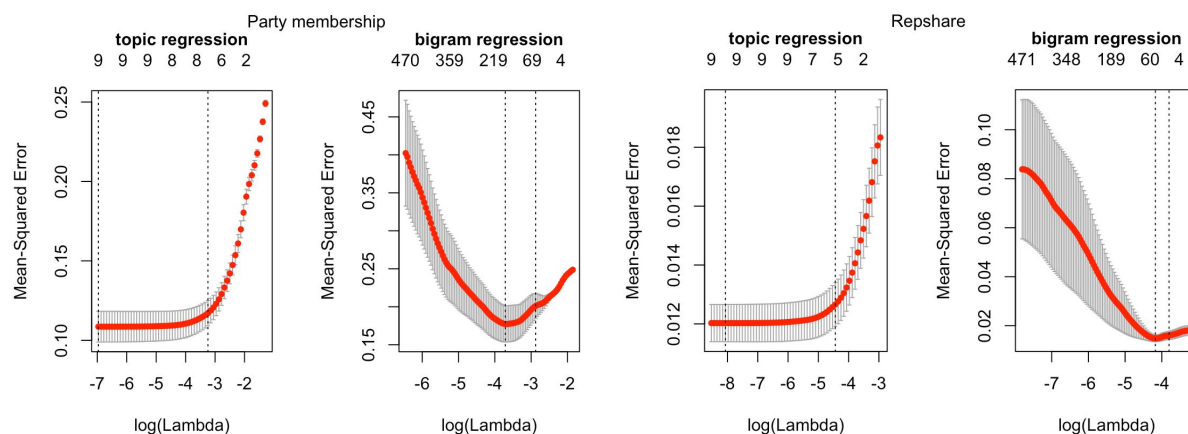 Party membership
topic regression
9 9 9 8 8 6 2
Mean-Squared Error
0.25
0.20
0.15
0.10
-7 -6 -5 -4 -3 -2
log(Lambda)
bigram regression
470 359 219 69 4
Mean-Squared Error
0.45
0.35
0.25
0.15
-6 -5 -4 -3 -2
log(Lambda)
Repshare
topic regression
9 9 9 9 7 5 2
Mean-Squared Error
0.018
0.016
0.014
0.012
-8 -7 -6 -5 -4 -3
log(Lambda)
bigram regression
471 348 189 60 4
Mean-Squared Error
0.10
0.08
0.06
0.04
0.02
-7 -6 -5 -4
log(Lambda)